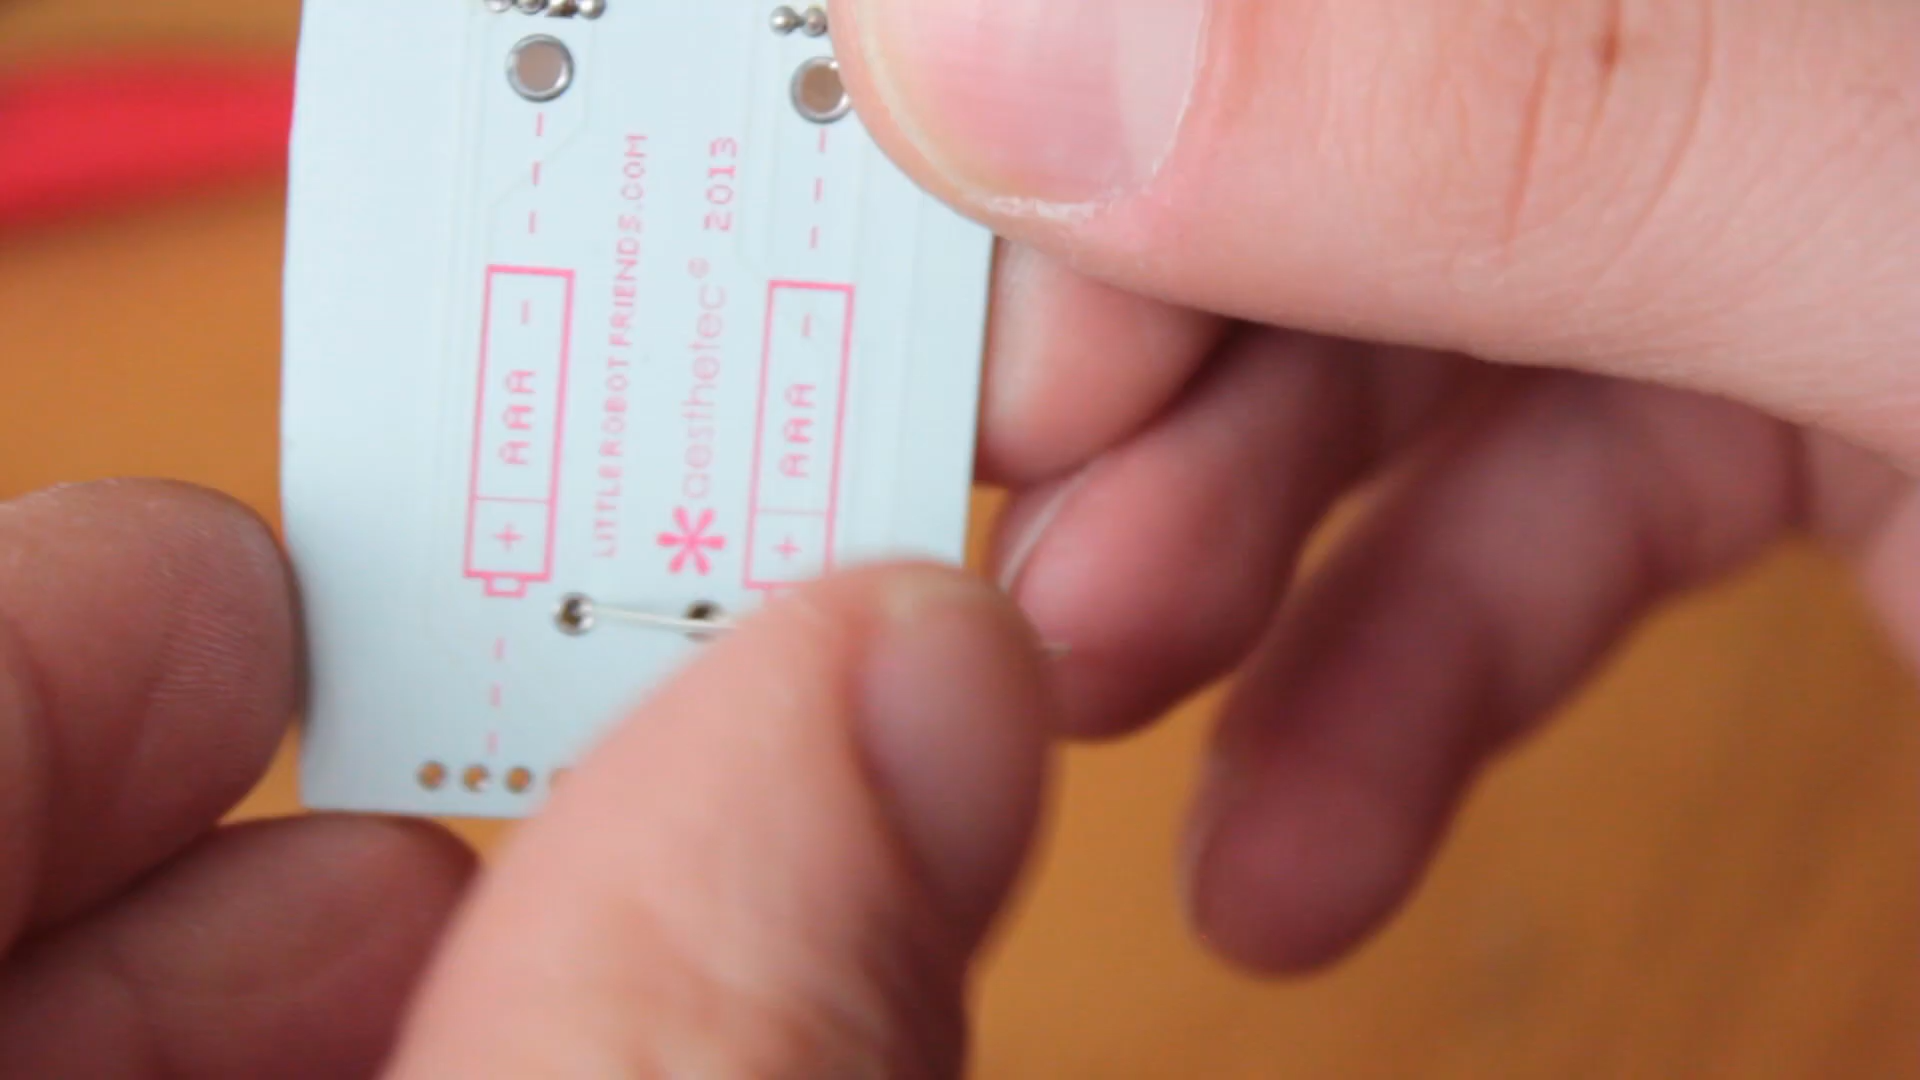 AAA
+ -
LITTLEROBOTFRIENDS.COM
aesthetec© 2013
AAA
+ -